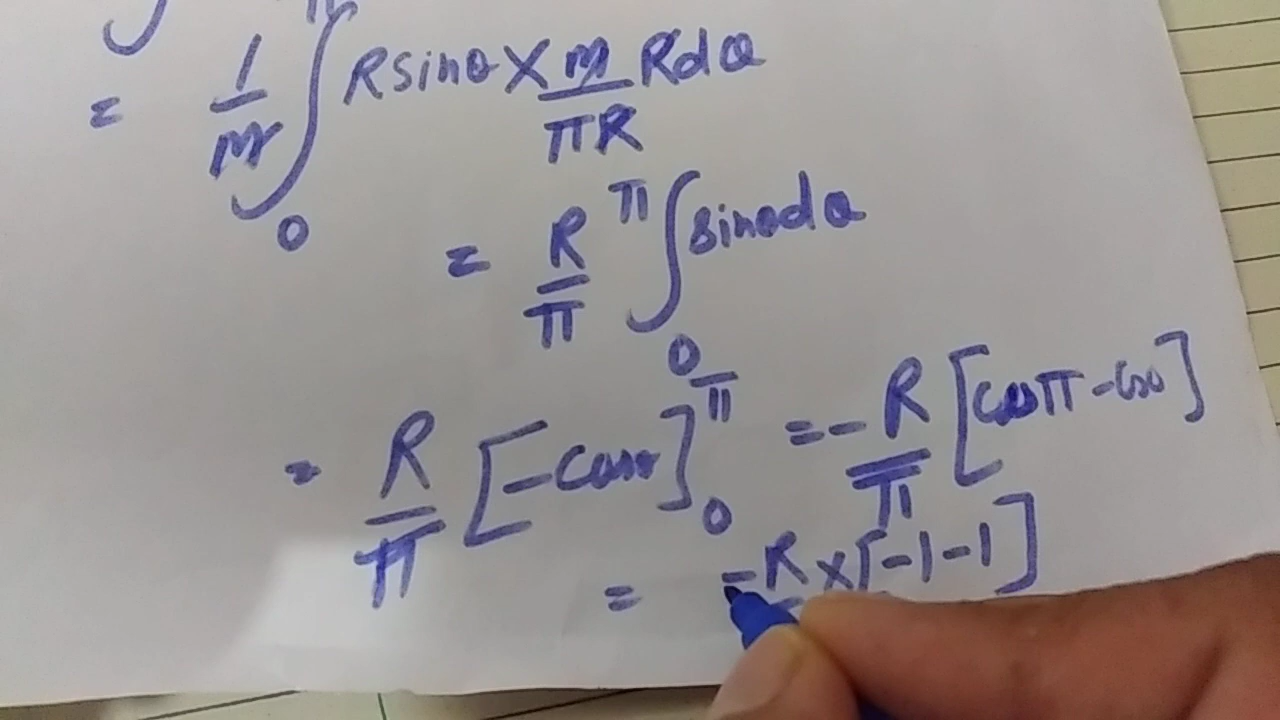 = 1/m ∫₀^π R sinθ × m/πR R dθ
= R/π ∫₀^π sinθ dθ
= R/π [-cosθ]₀^π = -R/π [cosπ - cos0]
= -R × [-1-1]